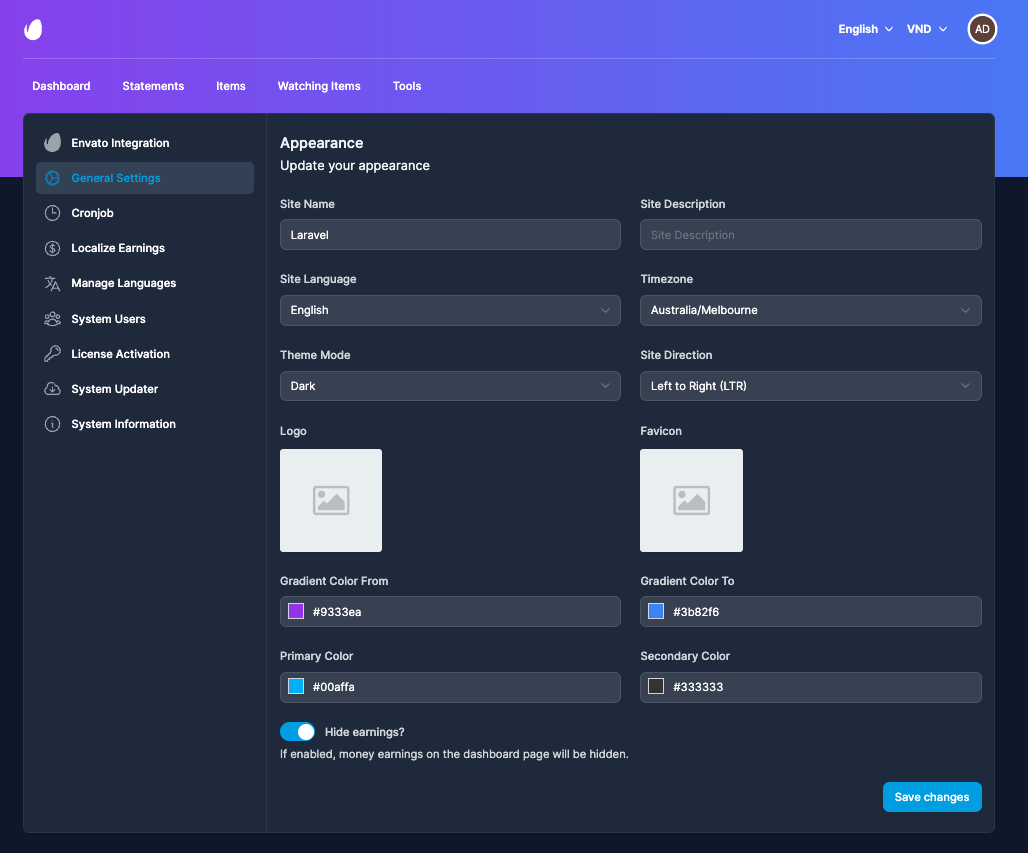 English
VND
AD
Dashboard
Statements
Items
Watching Items
Tools
Envato Integration
General Settings
Cronjob
Localize Earnings
Manage Languages
System Users
License Activation
System Updater
System Information
Appearance
Update your appearance
Site Name
Site Description
Laravel
Site Description
Site Language
Timezone
English
Australia/Melbourne
Theme Mode
Site Direction
Dark
Left to Right (LTR)
Logo
Favicon
Gradient Color From
Gradient Color To
#9333ea
#3b82f6
Primary Color
Secondary Color
#00affa
#333333
Hide earnings?
If enabled, money earnings on the dashboard page will be hidden.
Save changes